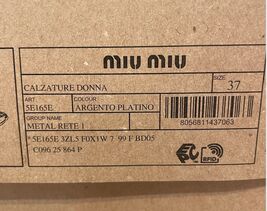 miu miu
CALZATURE DONNA
SIZE
37
ART.
COLOUR
5E165E
ARGENTO PLATINO
GROUP NAME
METAL RETE 1
8056811437063
*5E165E 3ZL5 F0X1W 7 99 F BD05
C096 25 864 P
RFID